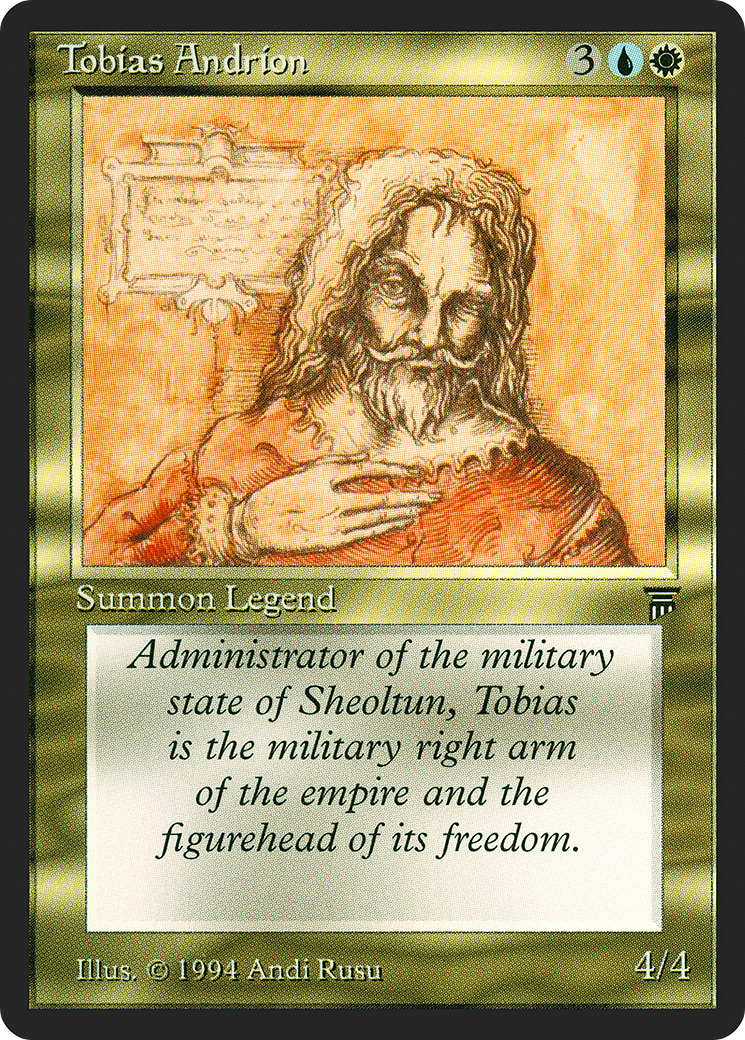 Tobias Andrion 3
Summon Legend
Administrator of the military
state of Sheoltun, Tobias
is the military right arm
of the empire and the
figurehead of its freedom.
Illus. © 1994 Andi Rusu 4/4